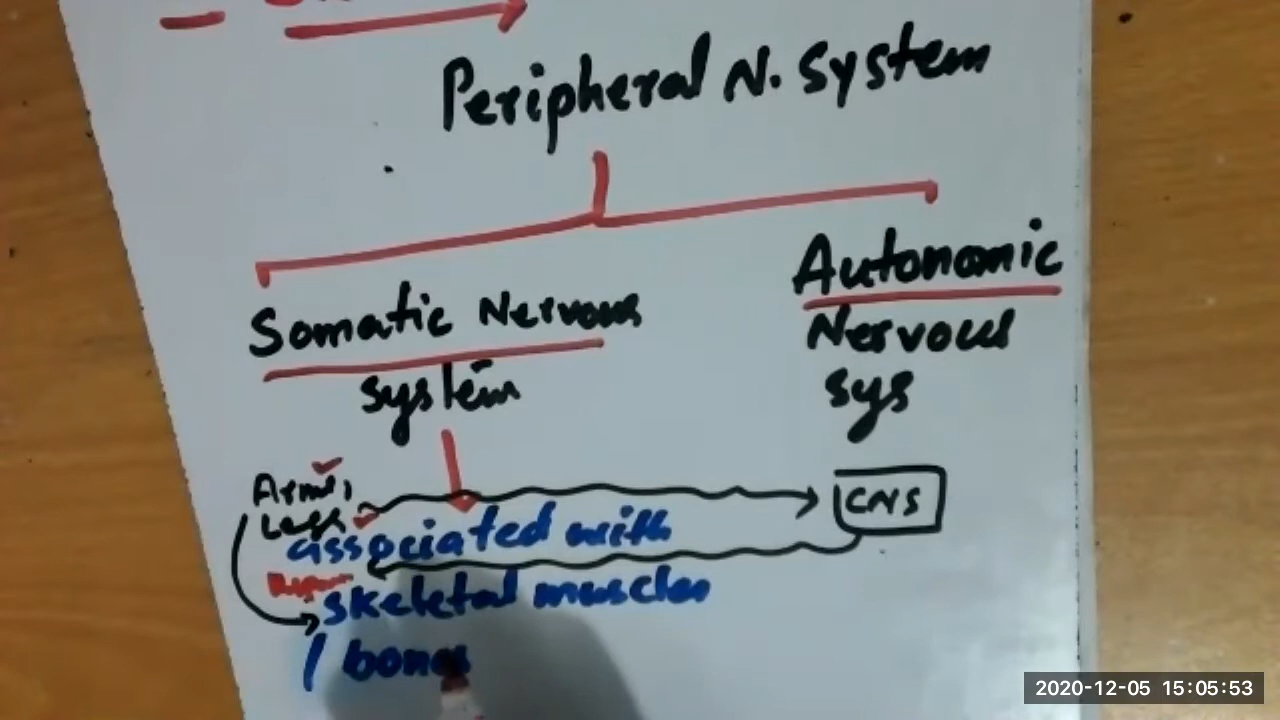 Peripheral N. System
Somatic Nervous
system
Autonomic
Nervous
sys
Arms,
Legs
CNS
associated with
skeletal muscles
/ bones
2020-12-05 15:05:53